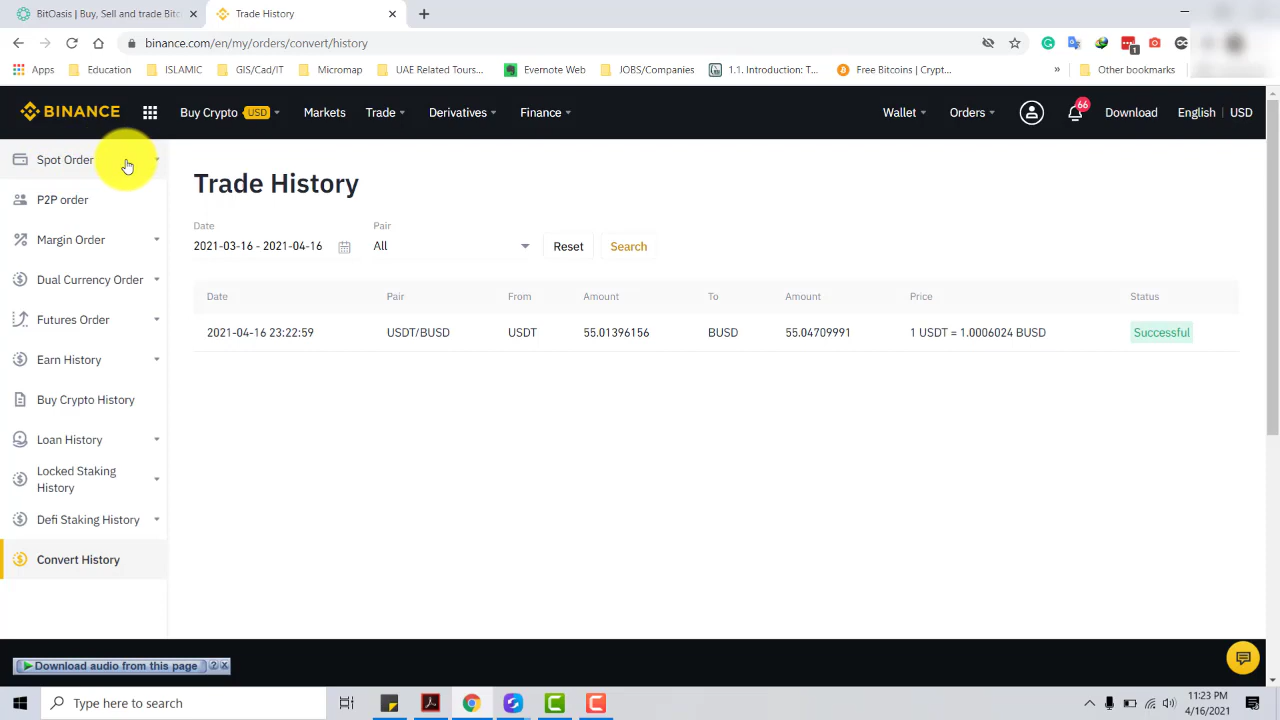 BitOasis | Buy, Sell and trade Bitc
Trade History
binance.com/en/my/orders/convert/history
1
Apps
Education
ISLAMIC
GIS/Cad/IT
Micromap
UAE Related Tours...
Evernote Web
JOBS/Companies
1.1. Introduction: T...
Free Bitcoins | Crypt...
»
Other bookmarks
BINANCE
Buy Crypto USD
Markets
Trade
Derivatives
Finance
Wallet
Orders
66
Download
English | USD
Spot Order
P2P order
Margin Order
Dual Currency Order
Futures Order
Earn History
Buy Crypto History
Loan History
Locked Staking
History
Defi Staking History
Convert History
Trade History
Date
Pair
2021-03-16 - 2021-04-16
All
Reset
Search
Date Pair From Amount To Amount Price Status
2021-04-16 23:22:59 USDT/BUSD USDT 55.01396156 BUSD 55.04709991 1 USDT = 1.0006024 BUSD Successful
Download audio from this page ? x
Type here to search
11:23 PM
4/16/2021